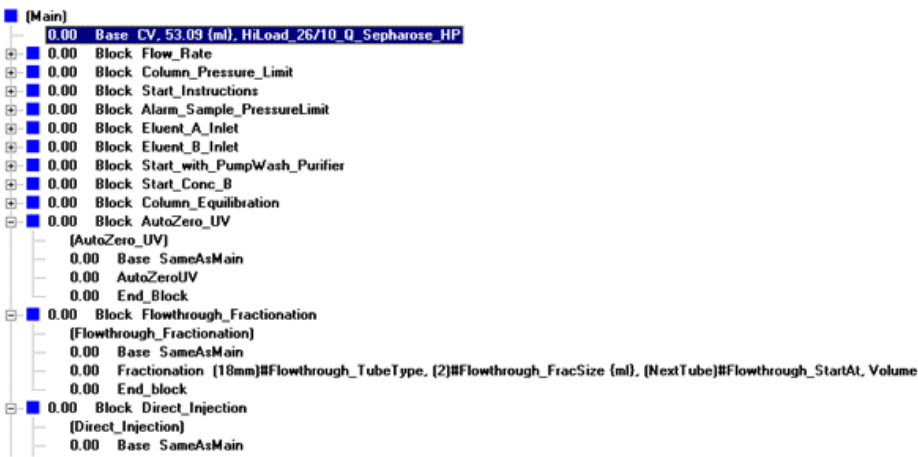 (Main)
0.00 Base CV, 53.09 {ml}, HiLoad_26/10_Q_Sepharose_HP
0.00 Block Flow_Rate
0.00 Block Column_Pressure_Limit
0.00 Block Start_Instructions
0.00 Block Alarm_Sample_PressureLimit
0.00 Block Eluent_A_Inlet
0.00 Block Eluent_B_Inlet
0.00 Block Start_with_PumpWash_Purifier
0.00 Block Start_Conc_B
0.00 Block Column_Equilibration
0.00 Block AutoZero_UV
(AutoZero_UV)
0.00 Base SameAsMain
0.00 AutoZeroUV
0.00 End_Block
0.00 Block Flowthrough_Fractionation
(Flowthrough_Fractionation)
0.00 Base SameAsMain
0.00 Fractionation (18mm)#Flowthrough_TubeType, (2)#Flowthrough_FracSize {ml}, (NextTube)#Flowthrough_StartAt, Volume
0.00 End_block
0.00 Block Direct_Injection
(Direct_Injection)
0.00 Base SameAsMain